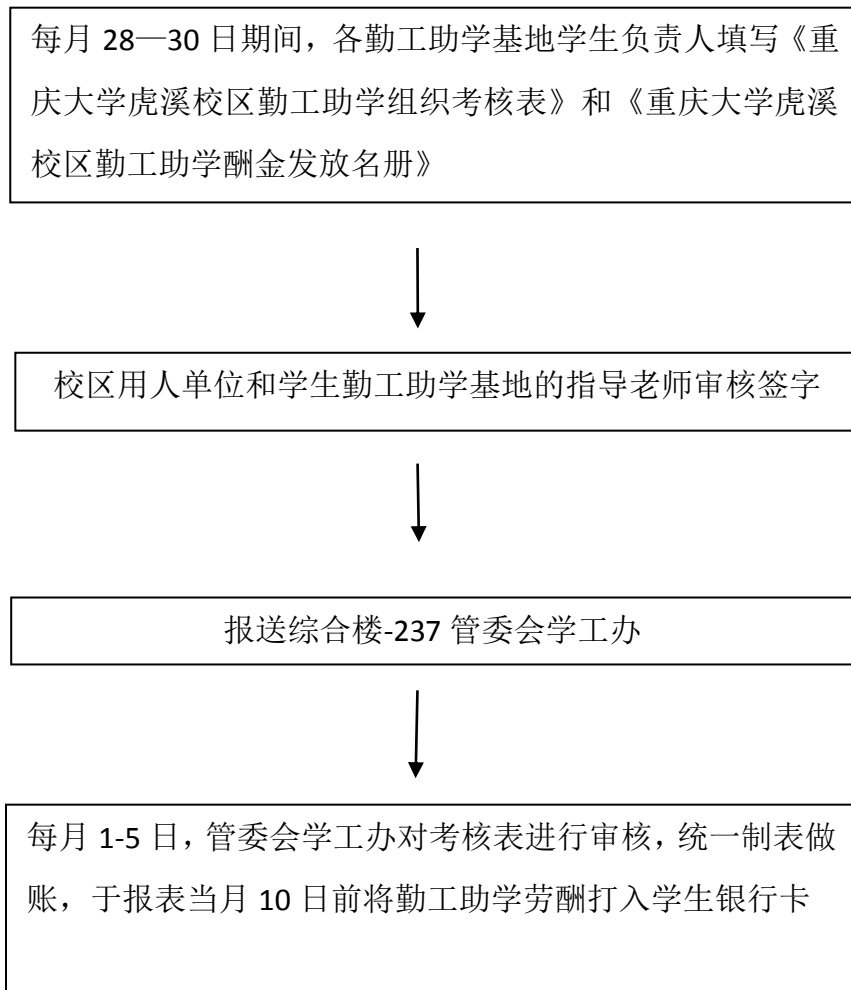 每月 28—30 日期间，各勤工助学基地学生负责人填写《重
庆大学虎溪校区勤工助学组织考核表》和《重庆大学虎溪
校区勤工助学酬金发放名册》
校区用人单位和学生勤工助学基地的指导老师审核签字
报送综合楼-237 管委会学工办
每月 1-5 日，管委会学工办对考核表进行审核，统一制表做
账，于报表当月 10 日前将勤工助学劳酬打入学生银行卡